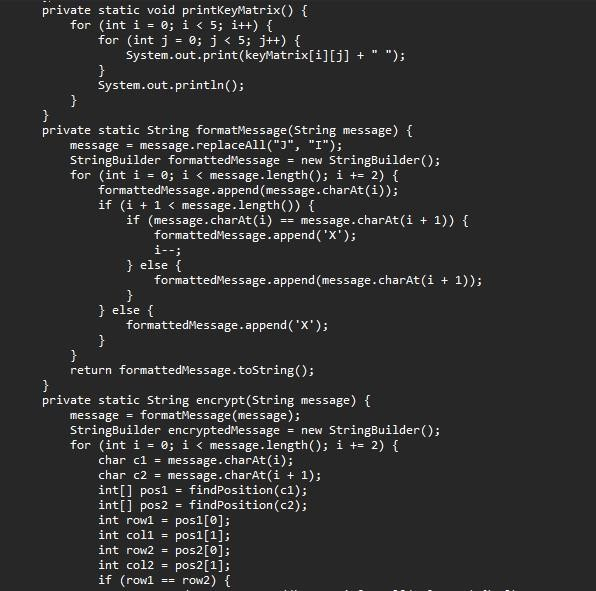 private static void printKeyMatrix() {
for (int i = 0; i < 5; i++) {
for (int j = 0; j < 5; j++) {
System.out.print(keyMatrix[i][j] + " ");
}
System.out.println();
}
}
private static String formatMessage(String message) {
message = message.replaceAll("J", "I");
StringBuilder formattedMessage = new StringBuilder();
for (int i = 0; i < message.length(); i += 2) {
formattedMessage.append(message.charAt(i));
if (i + 1 < message.length()) {
if (message.charAt(i) == message.charAt(i + 1)) {
formattedMessage.append('X');
i--;
} else {
formattedMessage.append(message.charAt(i + 1));
}
} else {
formattedMessage.append('X');
}
}
return formattedMessage.toString();
}
private static String encrypt(String message) {
message = formatMessage(message);
StringBuilder encryptedMessage = new StringBuilder();
for (int i = 0; i < message.length(); i += 2) {
char c1 = message.charAt(i);
char c2 = message.charAt(i + 1);
int[] pos1 = findPosition(c1);
int[] pos2 = findPosition(c2);
int row1 = pos1[0];
int col1 = pos1[1];
int row2 = pos2[0];
int col2 = pos2[1];
if (row1 == row2) {